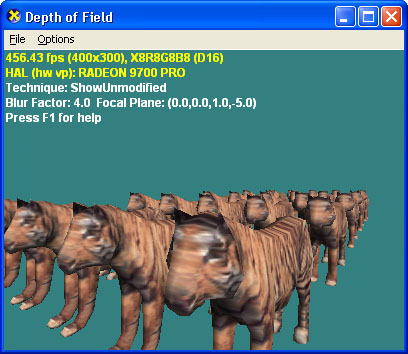 Depth of Field
File Options
456.43 fps (400x300), X8R8G8B8 (D16)
HAL (hw vp): RADEON 9700 PRO
Technique: ShowUnmodified
Blur Factor: 4.0 Focal Plane: (0.0,0.0,1.0,-5.0)
Press F1 for help